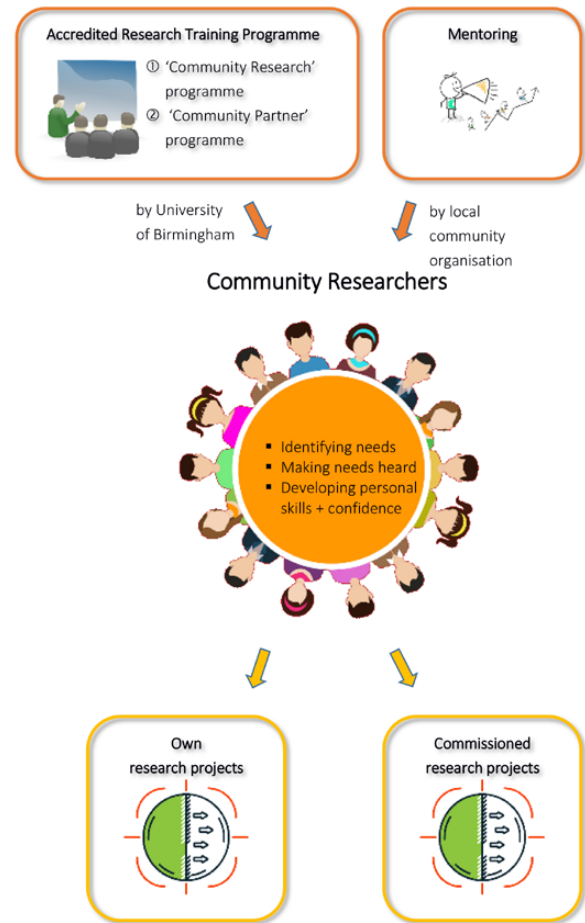 Accredited Research Training Programme
① ‘Community Research’
programme
② ‘Community Partner’
programme
Mentoring
by University
of Birmingham
by local
community
organisation
Community Researchers
▪ Identifying needs
▪ Making needs heard
▪ Developing personal
skills + confidence
Own
research projects
Commissioned
research projects